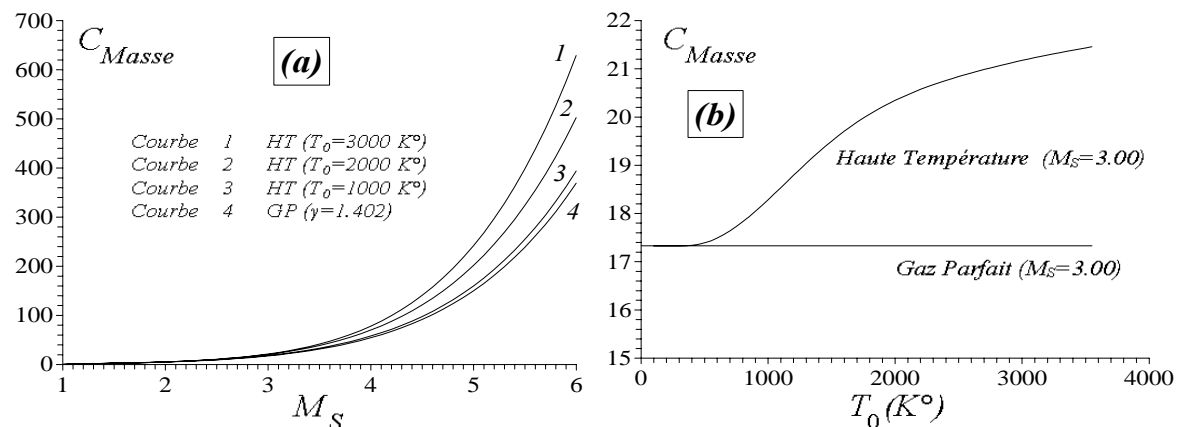 C_Masse
(a)
700
600
500
400
300
200
100
0
1
2
3
4
Courbe 1 HT (T₀=3000 K°)
Courbe 2 HT (T₀=2000 K°)
Courbe 3 HT (T₀=1000 K°)
Courbe 4 GP (γ=1.402)
1 2 3 4 5 6
M_S
C_Masse
(b)
22
21
20
19
18
17
16
15
Haute Température (M_S=3.00)
Gaz Parfait (M_S=3.00)
0 1000 2000 3000 4000
T₀(K°)